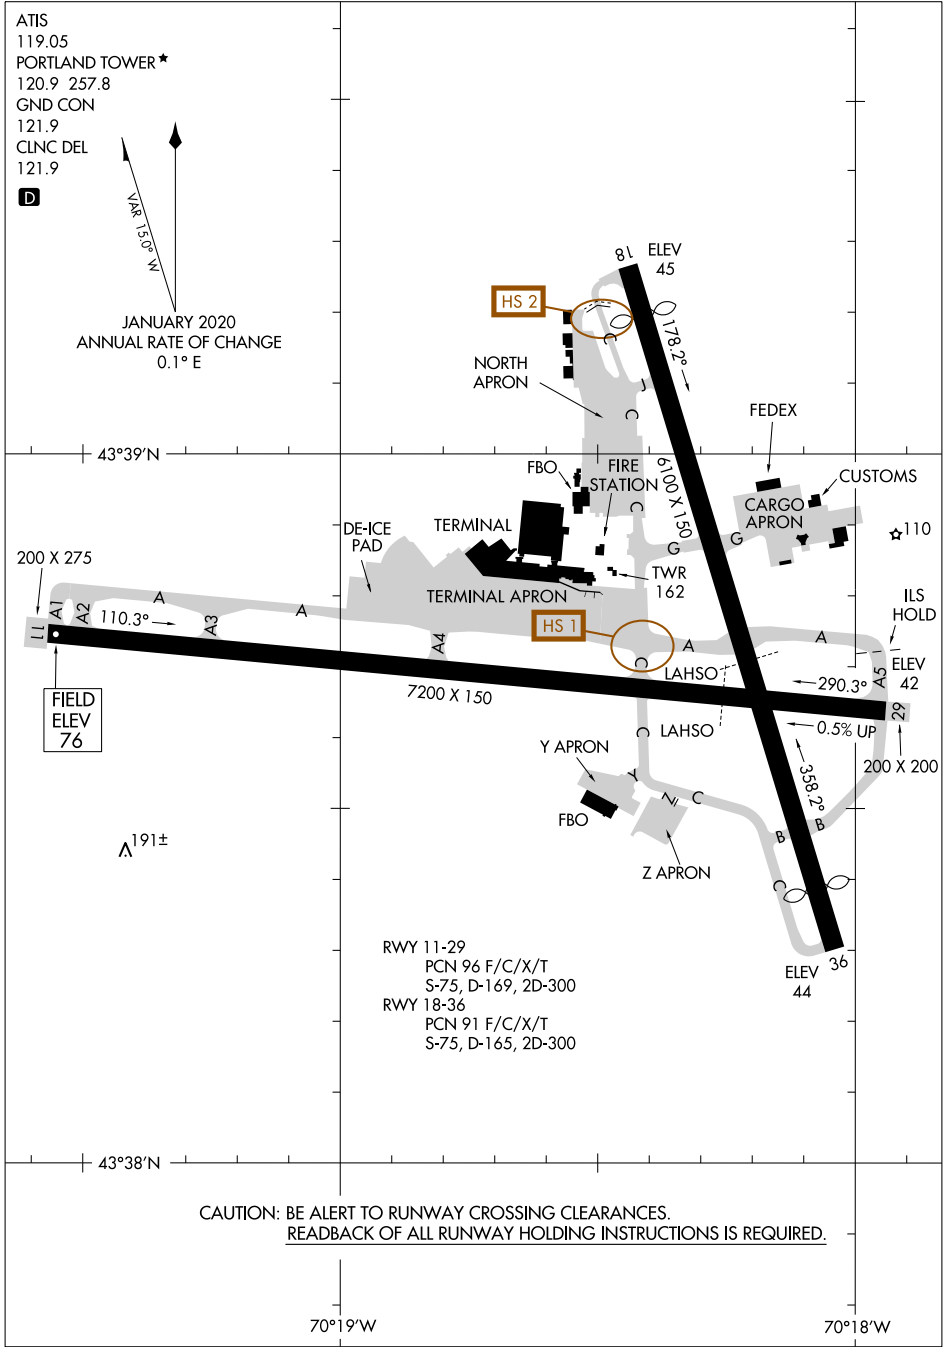 ATIS
119.05
PORTLAND TOWER★
120.9 257.8
GND CON
121.9
CLNC DEL
121.9
D
VAR 15.0° W
JANUARY 2020
ANNUAL RATE OF CHANGE
0.1° E
18
ELEV
45
HS 2
178.2°
C
J
NORTH
APRON
C
FEDEX
43°39'N
6100 X 150
FBO
FIRE
STATION
CUSTOMS
CARGO
APRON
C
G
G
110
DE-ICE
PAD
TERMINAL
TWR
162
TERMINAL APRON
200 X 275
ILS
HOLD
A1
A2
A
A
A3
110.3°
11
HS 1
A4
C
A
A
LAHSO
ELEV
42
A5
290.3°
29
7200 X 150
FIELD
ELEV
76
LAHSO
0.5% UP
C
200 X 200
Y APRON
Y
Z
C
358.2°
FBO
B
B
191±
Z APRON
C
36
ELEV
44
RWY 11-29
PCN 96 F/C/X/T
S-75, D-169, 2D-300
RWY 18-36
PCN 91 F/C/X/T
S-75, D-165, 2D-300
43°38'N
CAUTION: BE ALERT TO RUNWAY CROSSING CLEARANCES.
READBACK OF ALL RUNWAY HOLDING INSTRUCTIONS IS REQUIRED.
70°19'W
70°18'W